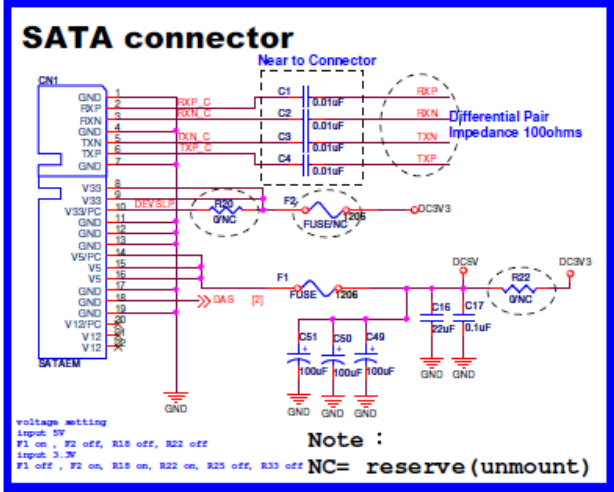 SATA connector
Near to Connector
CN1
GND 1
RXP 2 RXP_C C1 0.01uF RXP
RXN 3 RXN_C C2 0.01uF RXN
GND 4
TXN 5 TXN_C C3 0.01uF TXN
TXP 6 TXP_C C4 0.01uF TXP
GND 7
Differential Pair
Impedance 100ohms
V33 8
V33 9
V33/PC 10 DEVSLP R20 0/NC F2 FUSE/NC 1206 DC3V3
GND 11
GND 12
GND 13
V5/PC 14
V5 15
V5 16
GND 17
GND 18 DAS [2]
GND 19
V12/PC 20
V12
V12
SATAEM
F1 FUSE 1206 DC5V R22 0/NC DC3V3
C16 22uF C17 0.1uF
C51 100uF C50 100uF C49 100uF
GND GND GND GND GND GND
voltage setting
input 5V
F1 on , F2 off, R18 off, R22 off
input 3.3V
F1 off , F2 on, R18 on, R22 on, R25 off, R33 off
Note :
NC= reserve(unmount)